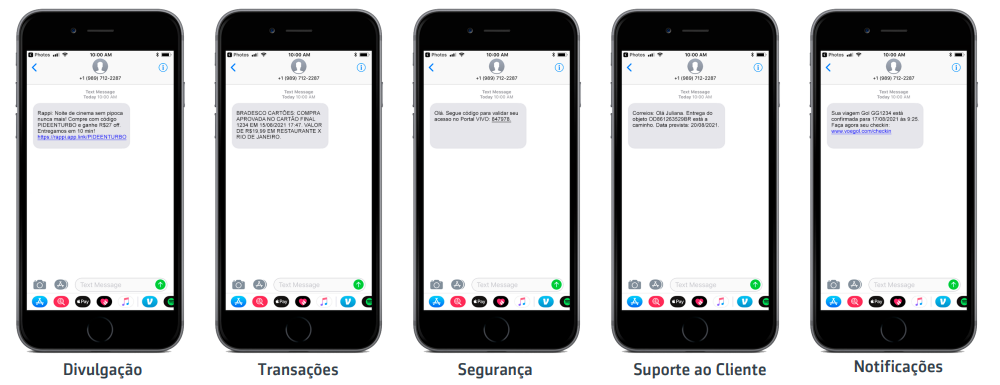 Photos 10:00 AM
+1 (989) 712-2287
Text Message
Today 10:00 AM
Rappi: Noite de cinema sem pipoca
nunca mais! Compre com código
PIDEENTURBO e ganhe R$27 off.
Entregamos em 10 min!
https://rappi.app.link/PIDEENTURBO
Text Message
Pay
Divulgação
Photos 10:00 AM
+1 (989) 712-2287
Text Message
Today 10:00 AM
BRADESCO CARTÕES: COMPRA
APROVADA NO CARTÃO FINAL
1234 EM 15/08/2021 17:47. VALOR
DE R$19,99 EM RESTAURANTE X
RIO DE JANEIRO.
Text Message
Pay
Transações
Photos 10:00 AM
+1 (989) 712-2287
Text Message
Today 10:00 AM
Olá. Segue código para validar seu
acesso no Portal VIVO: 847978.
Text Message
Pay
Segurança
Photos 10:00 AM
+1 (989) 712-2287
Text Message
Today 10:00 AM
Correios: Olá Juliana. Entrega do
objeto OD861263529BR está a
caminho. Data prevista: 20/08/2021.
Text Message
Pay
Suporte ao Cliente
Photos 10:00 AM
+1 (989) 712-2287
Text Message
Today 10:00 AM
Sua viagem Gol GG1234 está
confirmada para 17/08/2021 às 9:25.
Faça agora seu checkin:
www.voegol.com/checkin
Text Message
Pay
Notificações